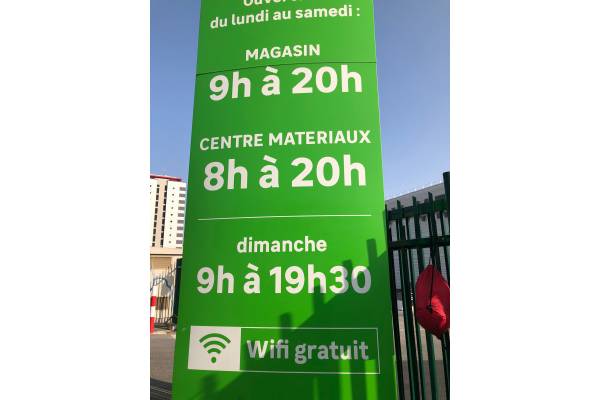 du lundi au samedi :
MAGASIN
9h à 20h
CENTRE MATERIAUX
8h à 20h
dimanche
9h à 19h30
Wifi gratuit